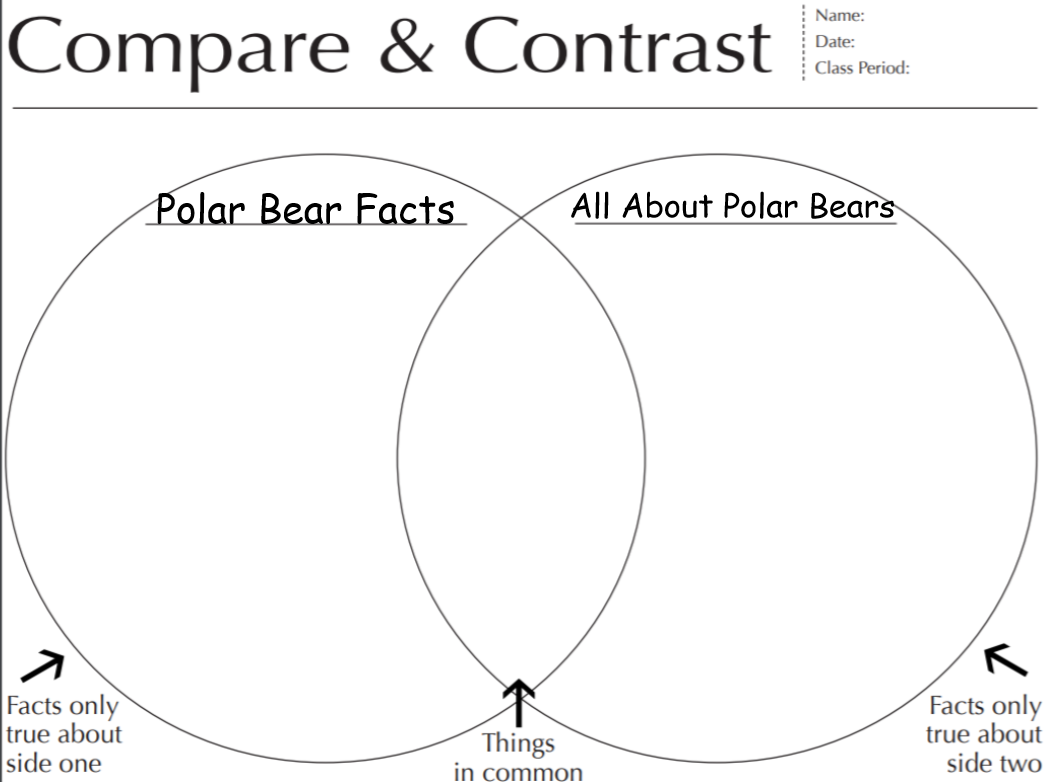 Compare & Contrast
Name:
Date:
Class Period:
Polar Bear Facts
All About Polar Bears
Facts only
true about
side one
Things
in common
Facts only
true about
side two